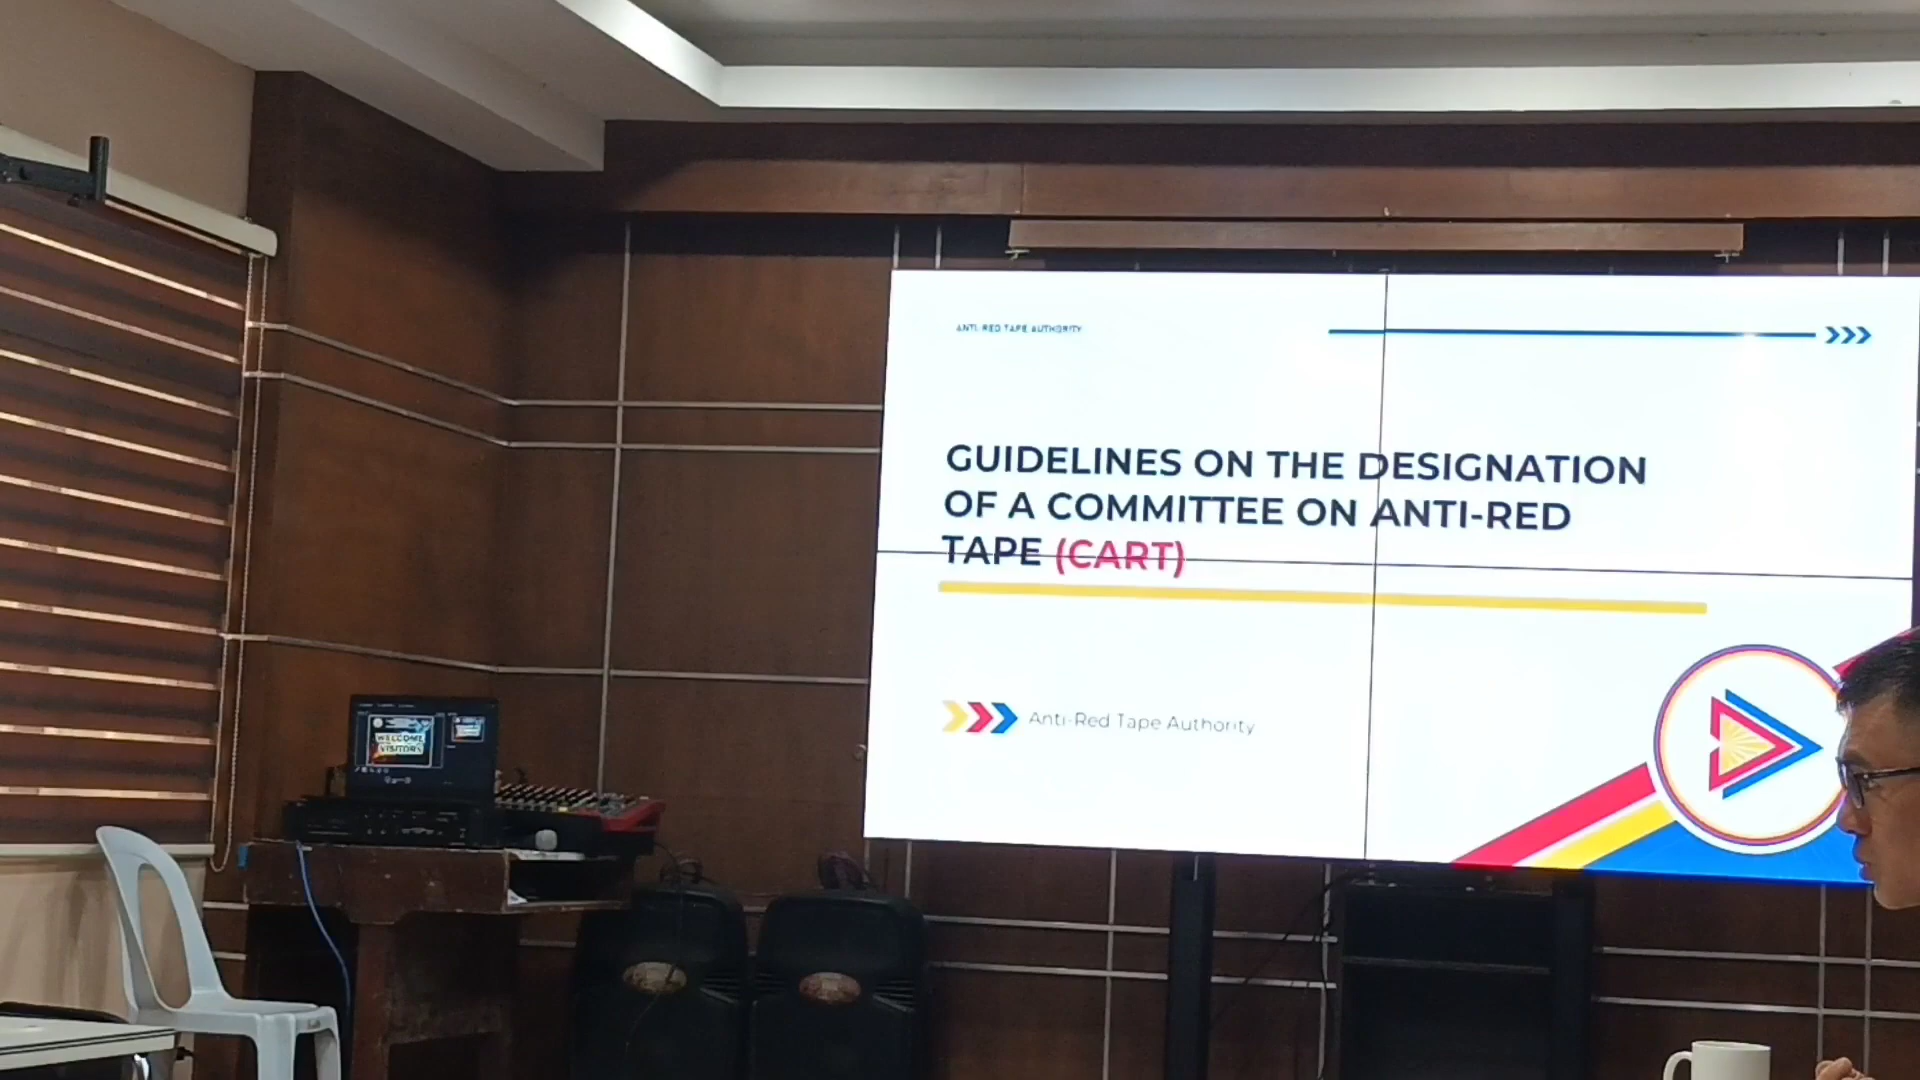 ANTI- RED TAPE AUTHORITY
GUIDELINES ON THE DESIGNATION
OF A COMMITTEE ON ANTI-RED
TAPE (CART)
Anti-Red Tape Authority
WELCOME
VISITORS